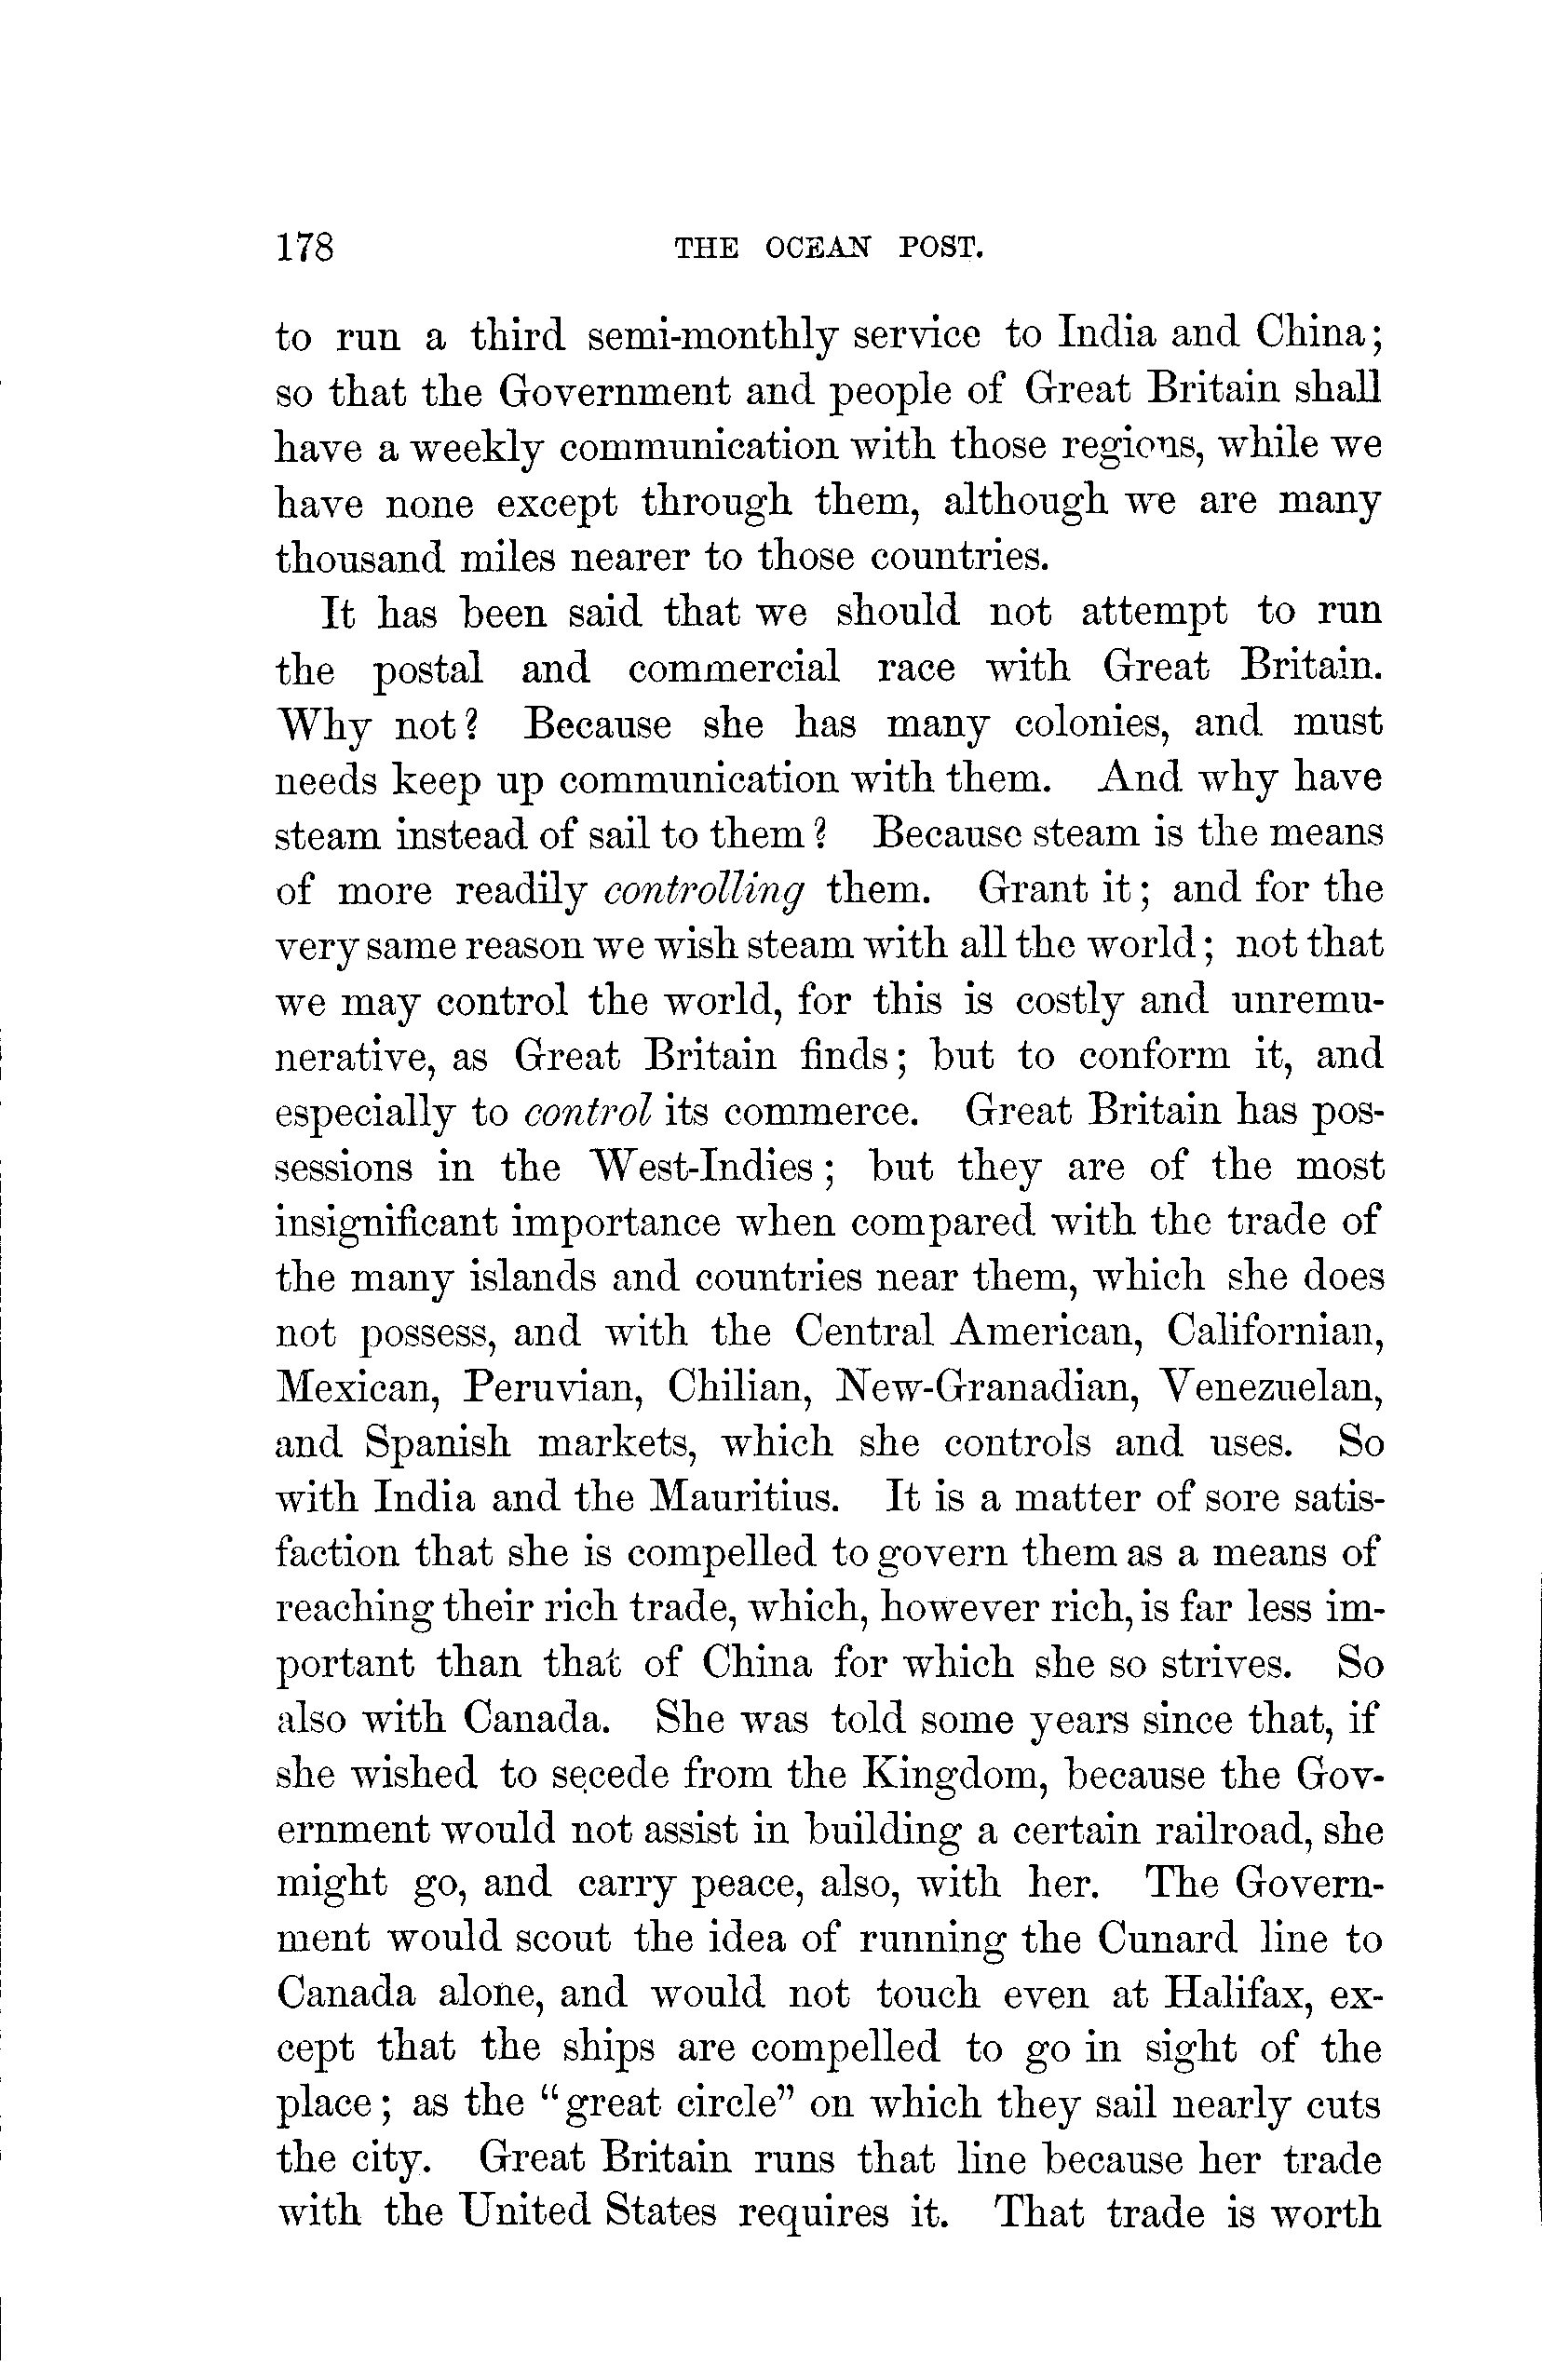 178 THE OCEAN POST.
to run a third semi-monthly service to India and China;
so that the Government and people of Great Britain shall
have a weekly communication with those regions, while we
have none except through them, although we are many
thousand miles nearer to those countries.
It has been said that we should not attempt to run
the postal and commercial race with Great Britain.
Why not? Because she has many colonies, and must
needs keep up communication with them. And why have
steam instead of sail to them? Because steam is the means
of more readily controlling them. Grant it; and for the
very same reason we wish steam with all the world; not that
we may control the world, for this is costly and unremu-
nerative, as Great Britain finds; but to conform it, and
especially to control its commerce. Great Britain has pos-
sessions in the West-Indies; but they are of the most
insignificant importance when compared with the trade of
the many islands and countries near them, which she does
not possess, and with the Central American, Californian,
Mexican, Peruvian, Chilian, New-Granadian, Venezuelan,
and Spanish markets, which she controls and uses. So
with India and the Mauritius. It is a matter of sore satis-
faction that she is compelled to govern them as a means of
reaching their rich trade, which, however rich, is far less im-
portant than that of China for which she so strives. So
also with Canada. She was told some years since that, if
she wished to secede from the Kingdom, because the Gov-
ernment would not assist in building a certain railroad, she
might go, and carry peace, also, with her. The Govern-
ment would scout the idea of running the Cunard line to
Canada alone, and would not touch even at Halifax, ex-
cept that the ships are compelled to go in sight of the
place; as the "great circle" on which they sail nearly cuts
the city. Great Britain runs that line because her trade
with the United States requires it. That trade is worth